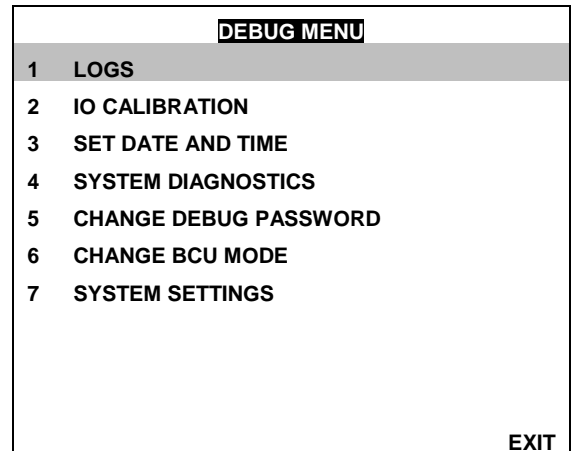 DEBUG MENU
1 LOGS
2 IO CALIBRATION
3 SET DATE AND TIME
4 SYSTEM DIAGNOSTICS
5 CHANGE DEBUG PASSWORD
6 CHANGE BCU MODE
7 SYSTEM SETTINGS
EXIT